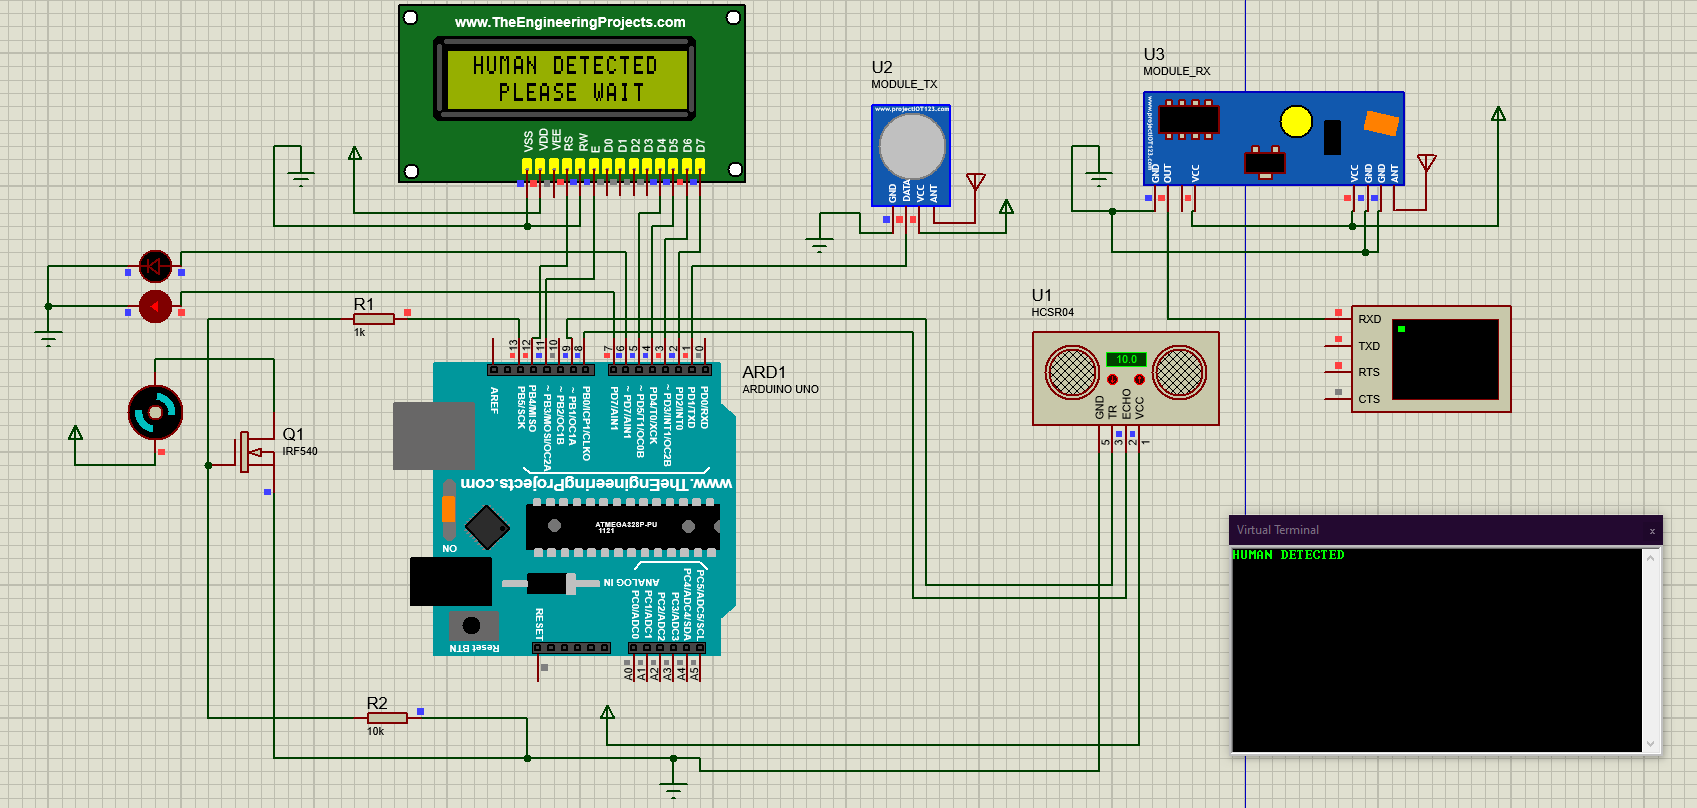 www.TheEngineeringProjects.com
HUMAN DETECTED
PLEASE WAIT
VSS VDD VEE RS RW E D0 D1 D2 D3 D4 D5 D6 D7
U2
MODULE_TX
www.projectIOT123.com
GND DATA VCC ANT
U3
MODULE_RX
www.projectIOT123.com
GND OUT VCC VCC GND GND ANT
R1
1k
U1
HCSR04
10.0
GND TR ECHO VCC
5 3 2 1
RXD
TXD
RTS
CTS
13 12 11 10 9 8 7 6 5 4 3 2 1 0
ARD1
ARDUINO UNO
AREF
PB5/SCK
PB4/MISO
~PB3/MOSI/OC2A
~PB2/OC1B
~PB1/OC1A
PB0/ICP1/CLKO
PD7/AIN1
~PD7/AIN1
~PD5/T1/OC0B
PD4/T0/XCK
~PD3/INT1/OC2B
PD2/INT0
PD1/TXD
PD0/RXD
Q1
IRF540
www.TheEngineeringProjects.com
ATMEGA328P-PU
1121
ON
ANALOG IN
RESET
PC0/ADC0
PC1/ADC1
PC2/ADC2
PC3/ADC3
PC4/ADC4/SDA
PC5/ADC5/SCL
Reset BTN
A0 A1 A2 A3 A4 A5
R2
10k
Virtual Terminal x
HUMAN DETECTED